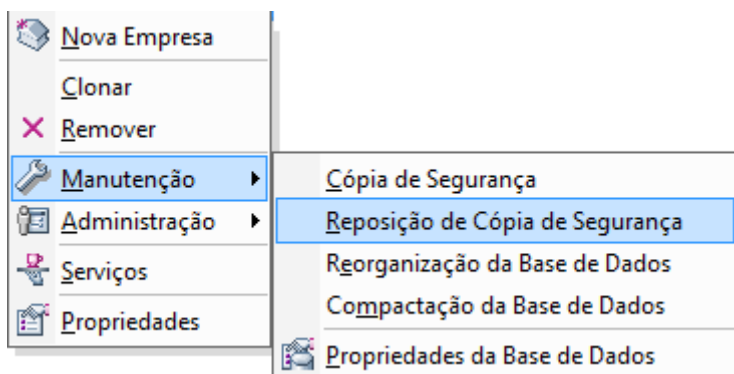 Nova Empresa
Clonar
Remover
Manutenção
Administração
Serviços
Propriedades
Cópia de Segurança
Reposição de Cópia de Segurança
Reorganização da Base de Dados
Compactação da Base de Dados
Propriedades da Base de Dados